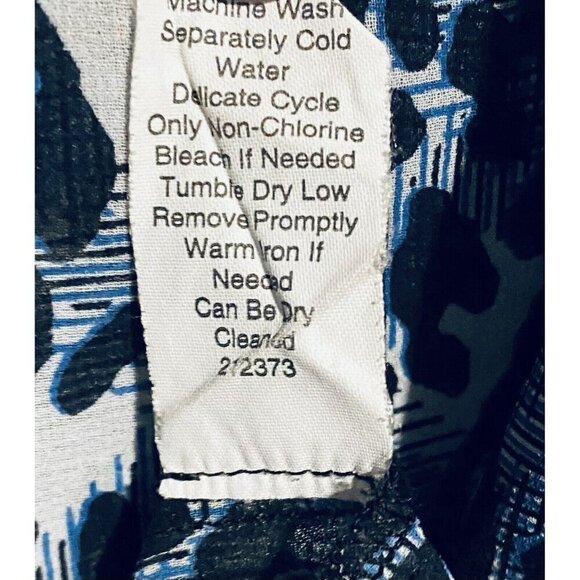 Machine Wash
Separately Cold
Water
Delicate Cycle
Only Non-Chlorine
Bleach If Needed
Tumble Dry Low
Remove Promptly
Warm Iron If
Needed
Can Be Dry
Cleaned
212373